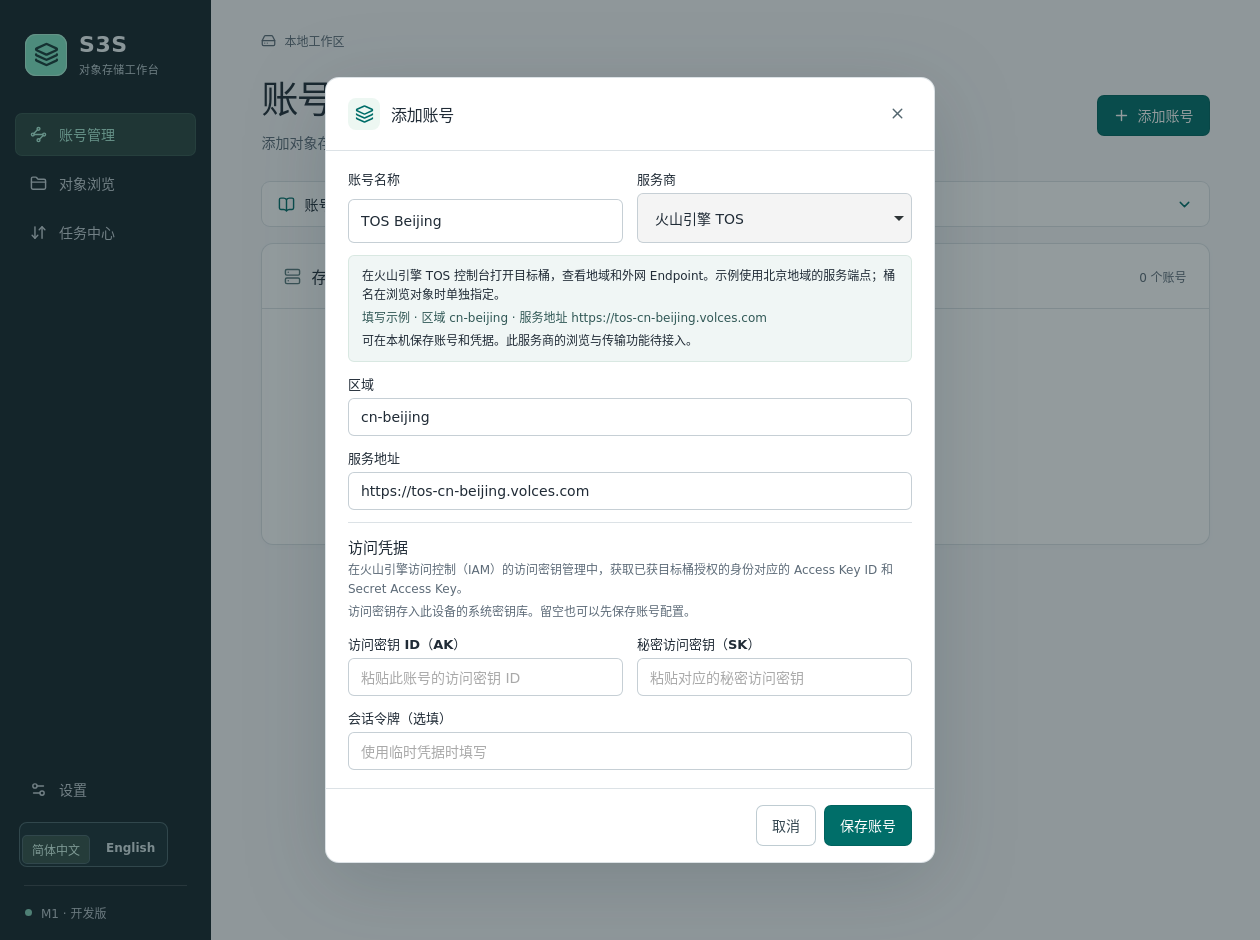 S3S
对象存储工作台
账号管理
对象浏览
任务中心
设置
简体中文
English
M1 · 开发版
本地工作区
账号
添加对象存
添加账号
账号
存
0 个账号
添加账号
账号名称
服务商
TOS Beijing
火山引擎 TOS
在火山引擎 TOS 控制台打开目标桶，查看地域和外网 Endpoint。示例使用北京地域的服务端点；桶
名在浏览对象时单独指定。
填写示例 · 区域 cn-beijing · 服务地址 https://tos-cn-beijing.volces.com
可在本机保存账号和凭据。此服务商的浏览与传输功能待接入。
区域
cn-beijing
服务地址
https://tos-cn-beijing.volces.com
访问凭据
在火山引擎访问控制（IAM）的访问密钥管理中，获取已获目标桶授权的身份对应的 Access Key ID 和
Secret Access Key。
访问密钥存入此设备的系统密钥库。留空也可以先保存账号配置。
访问密钥 ID（AK）
秘密访问密钥（SK）
粘贴此账号的访问密钥 ID
粘贴对应的秘密访问密钥
会话令牌（选填）
使用临时凭据时填写
取消
保存账号